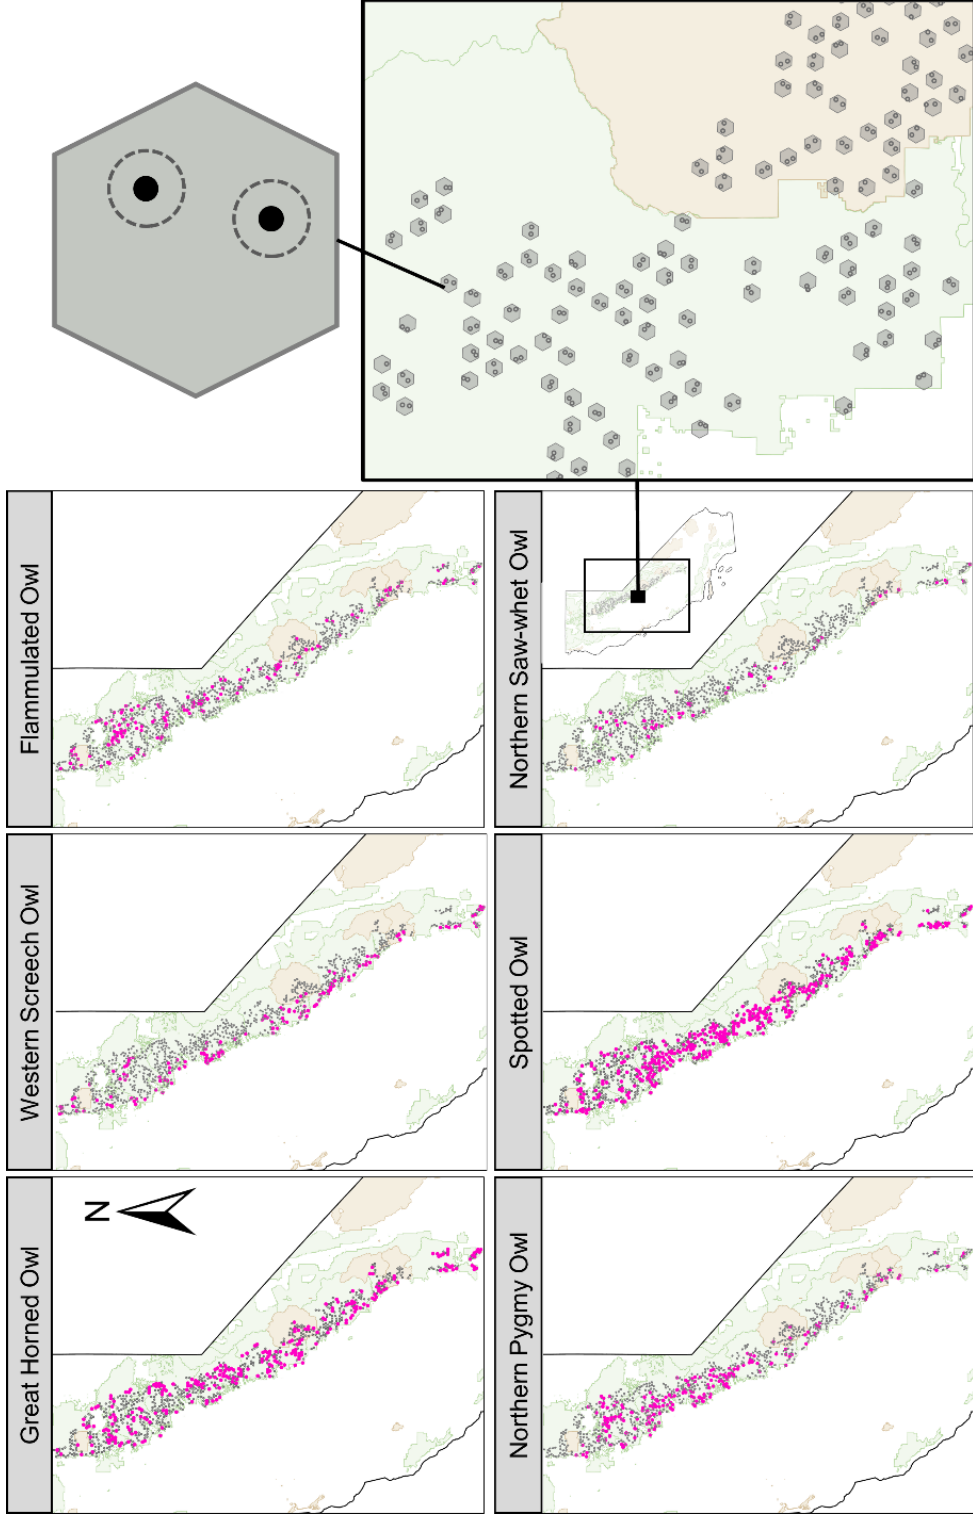 Great Horned Owl
Western Screech Owl
Flammulated Owl
N
Northern Pygmy Owl
Spotted Owl
Northern Saw-whet Owl